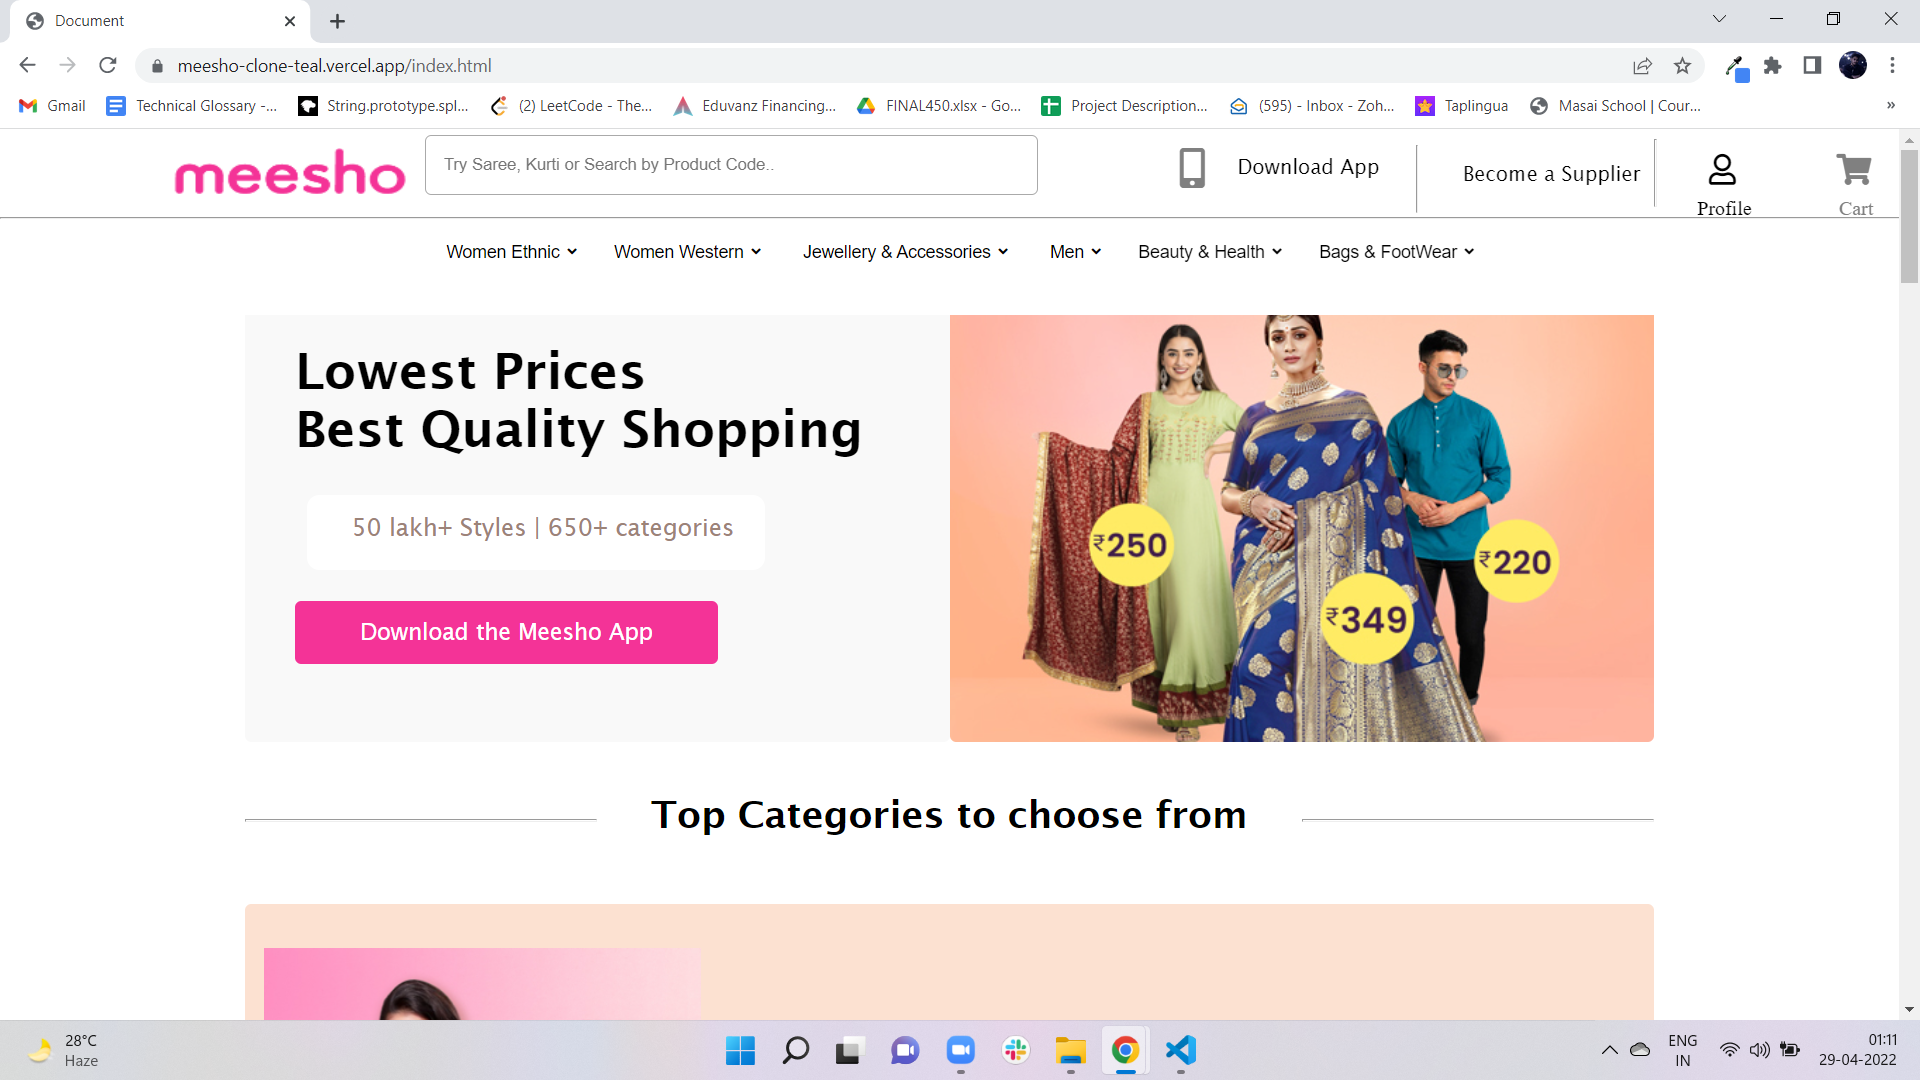 Document
meesho-clone-teal.vercel.app/index.html
Gmail
Technical Glossary -...
String.prototype.spl...
(2) LeetCode - The...
Eduvanz Financing...
FINAL450.xlsx - Go...
Project Description...
(595) - Inbox - Zoh...
Taplingua
Masai School | Cour...
»
meesho
Try Saree, Kurti or Search by Product Code..
Download App
Become a Supplier
Profile
Cart
Women Ethnic
Women Western
Jewellery & Accessories
Men
Beauty & Health
Bags & FootWear
Lowest Prices
Best Quality Shopping
50 lakh+ Styles | 650+ categories
Download the Meesho App
₹250
₹349
₹220
Top Categories to choose from
28°C
Haze
ENG
IN
01:11
29-04-2022